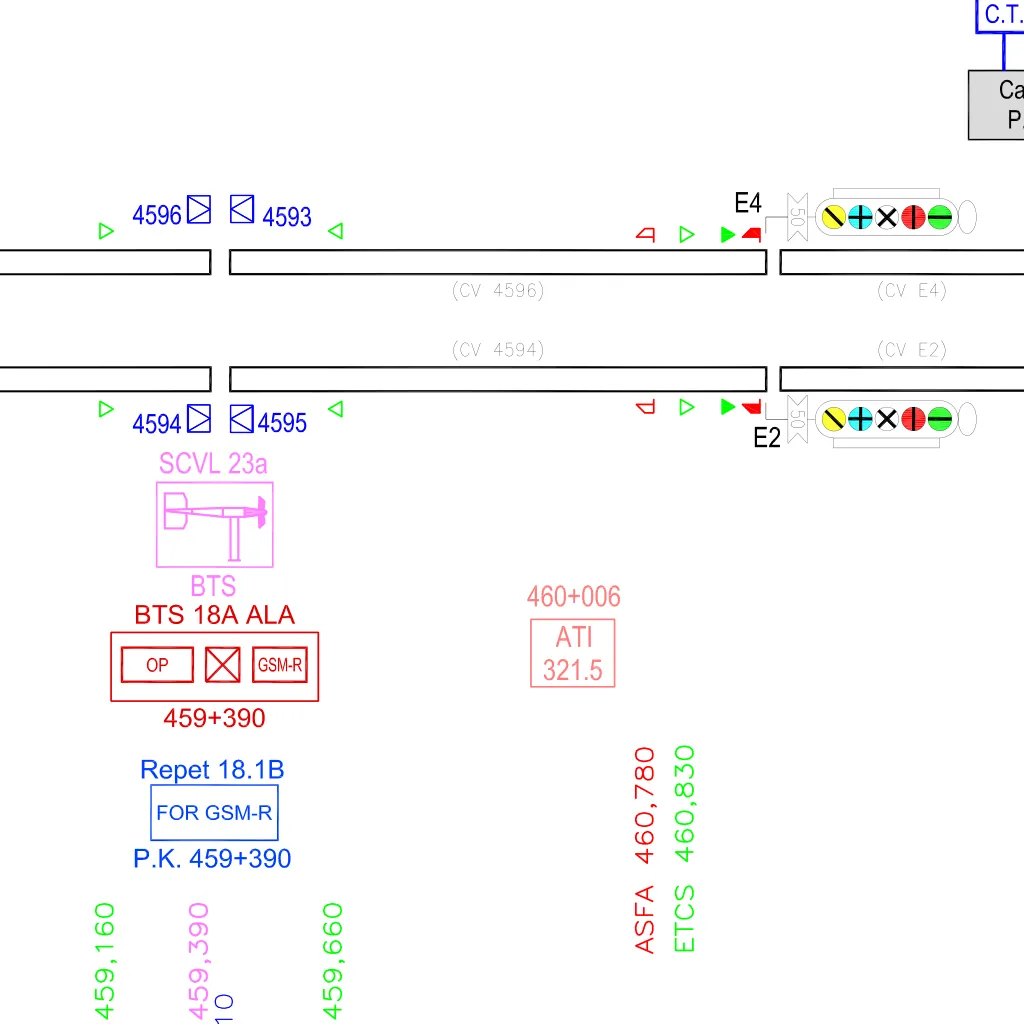 C.T.
Ca
P.
4596
4593
E4
50
(CV 4596)
(CV E4)
(CV 4594)
(CV E2)
4594
4595
E2
50
SCVL 23a
BTS
BTS 18A ALA
OP
GSM-R
459+390
460+006
ATI
321.5
Repet 18.1B
FOR GSM-R
P.K. 459+390
ASFA 460,780
ETCS 460,830
459,160
459,390
10
459,660